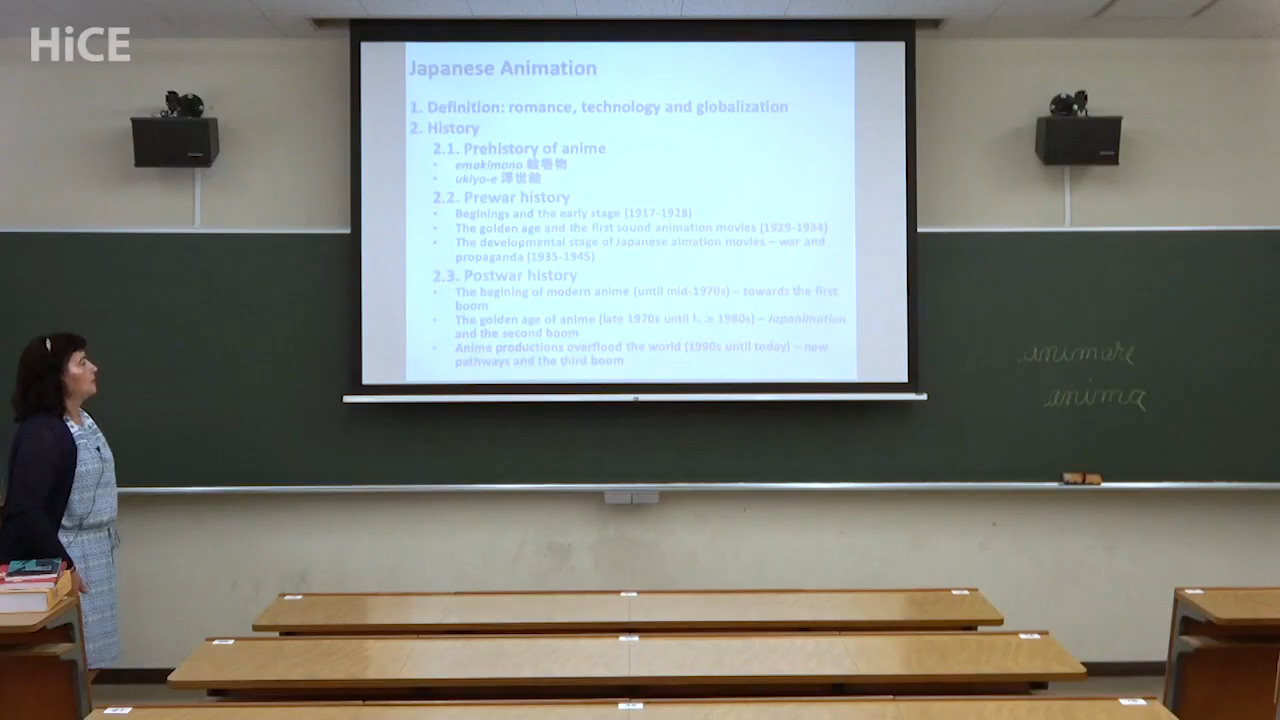 HiCE
Japanese Animation
1. Definition: romance, technology and globalization
2. History
2.1. Prehistory of anime
• emakimono 絵巻物
• ukiyo-e 浮世絵
2.2. Prewar history
• Beginings and the early stage (1917-1928)
• The golden age and the first sound animation movies (1929-1934)
• The developmental stage of Japanese aimation movies – war and
propaganda (1935-1945)
2.3. Postwar history
• The begining of modern anime (until mid-1970s) – towards the first
boom
• The golden age of anime (late 1970s until late 1980s) – Japanimation
and the second boom
• Anime productions overflood the world (1990s until today) – new
pathways and the third boom
animare
anima